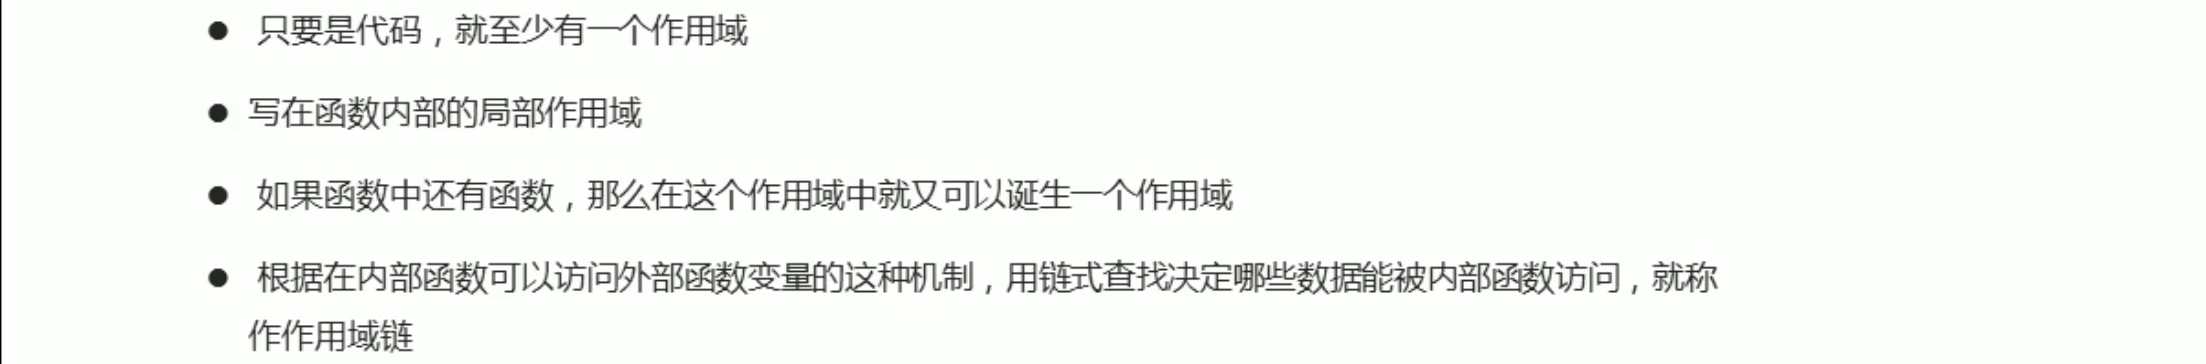 ● 只要是代码，就至少有一个作用域
● 写在函数内部的局部作用域
● 如果函数中还有函数，那么在这个作用域中就又可以诞生一个作用域
● 根据在内部函数可以访问外部函数变量的这种机制，用链式查找决定哪些数据能被内部函数访问，就称
作作用域链